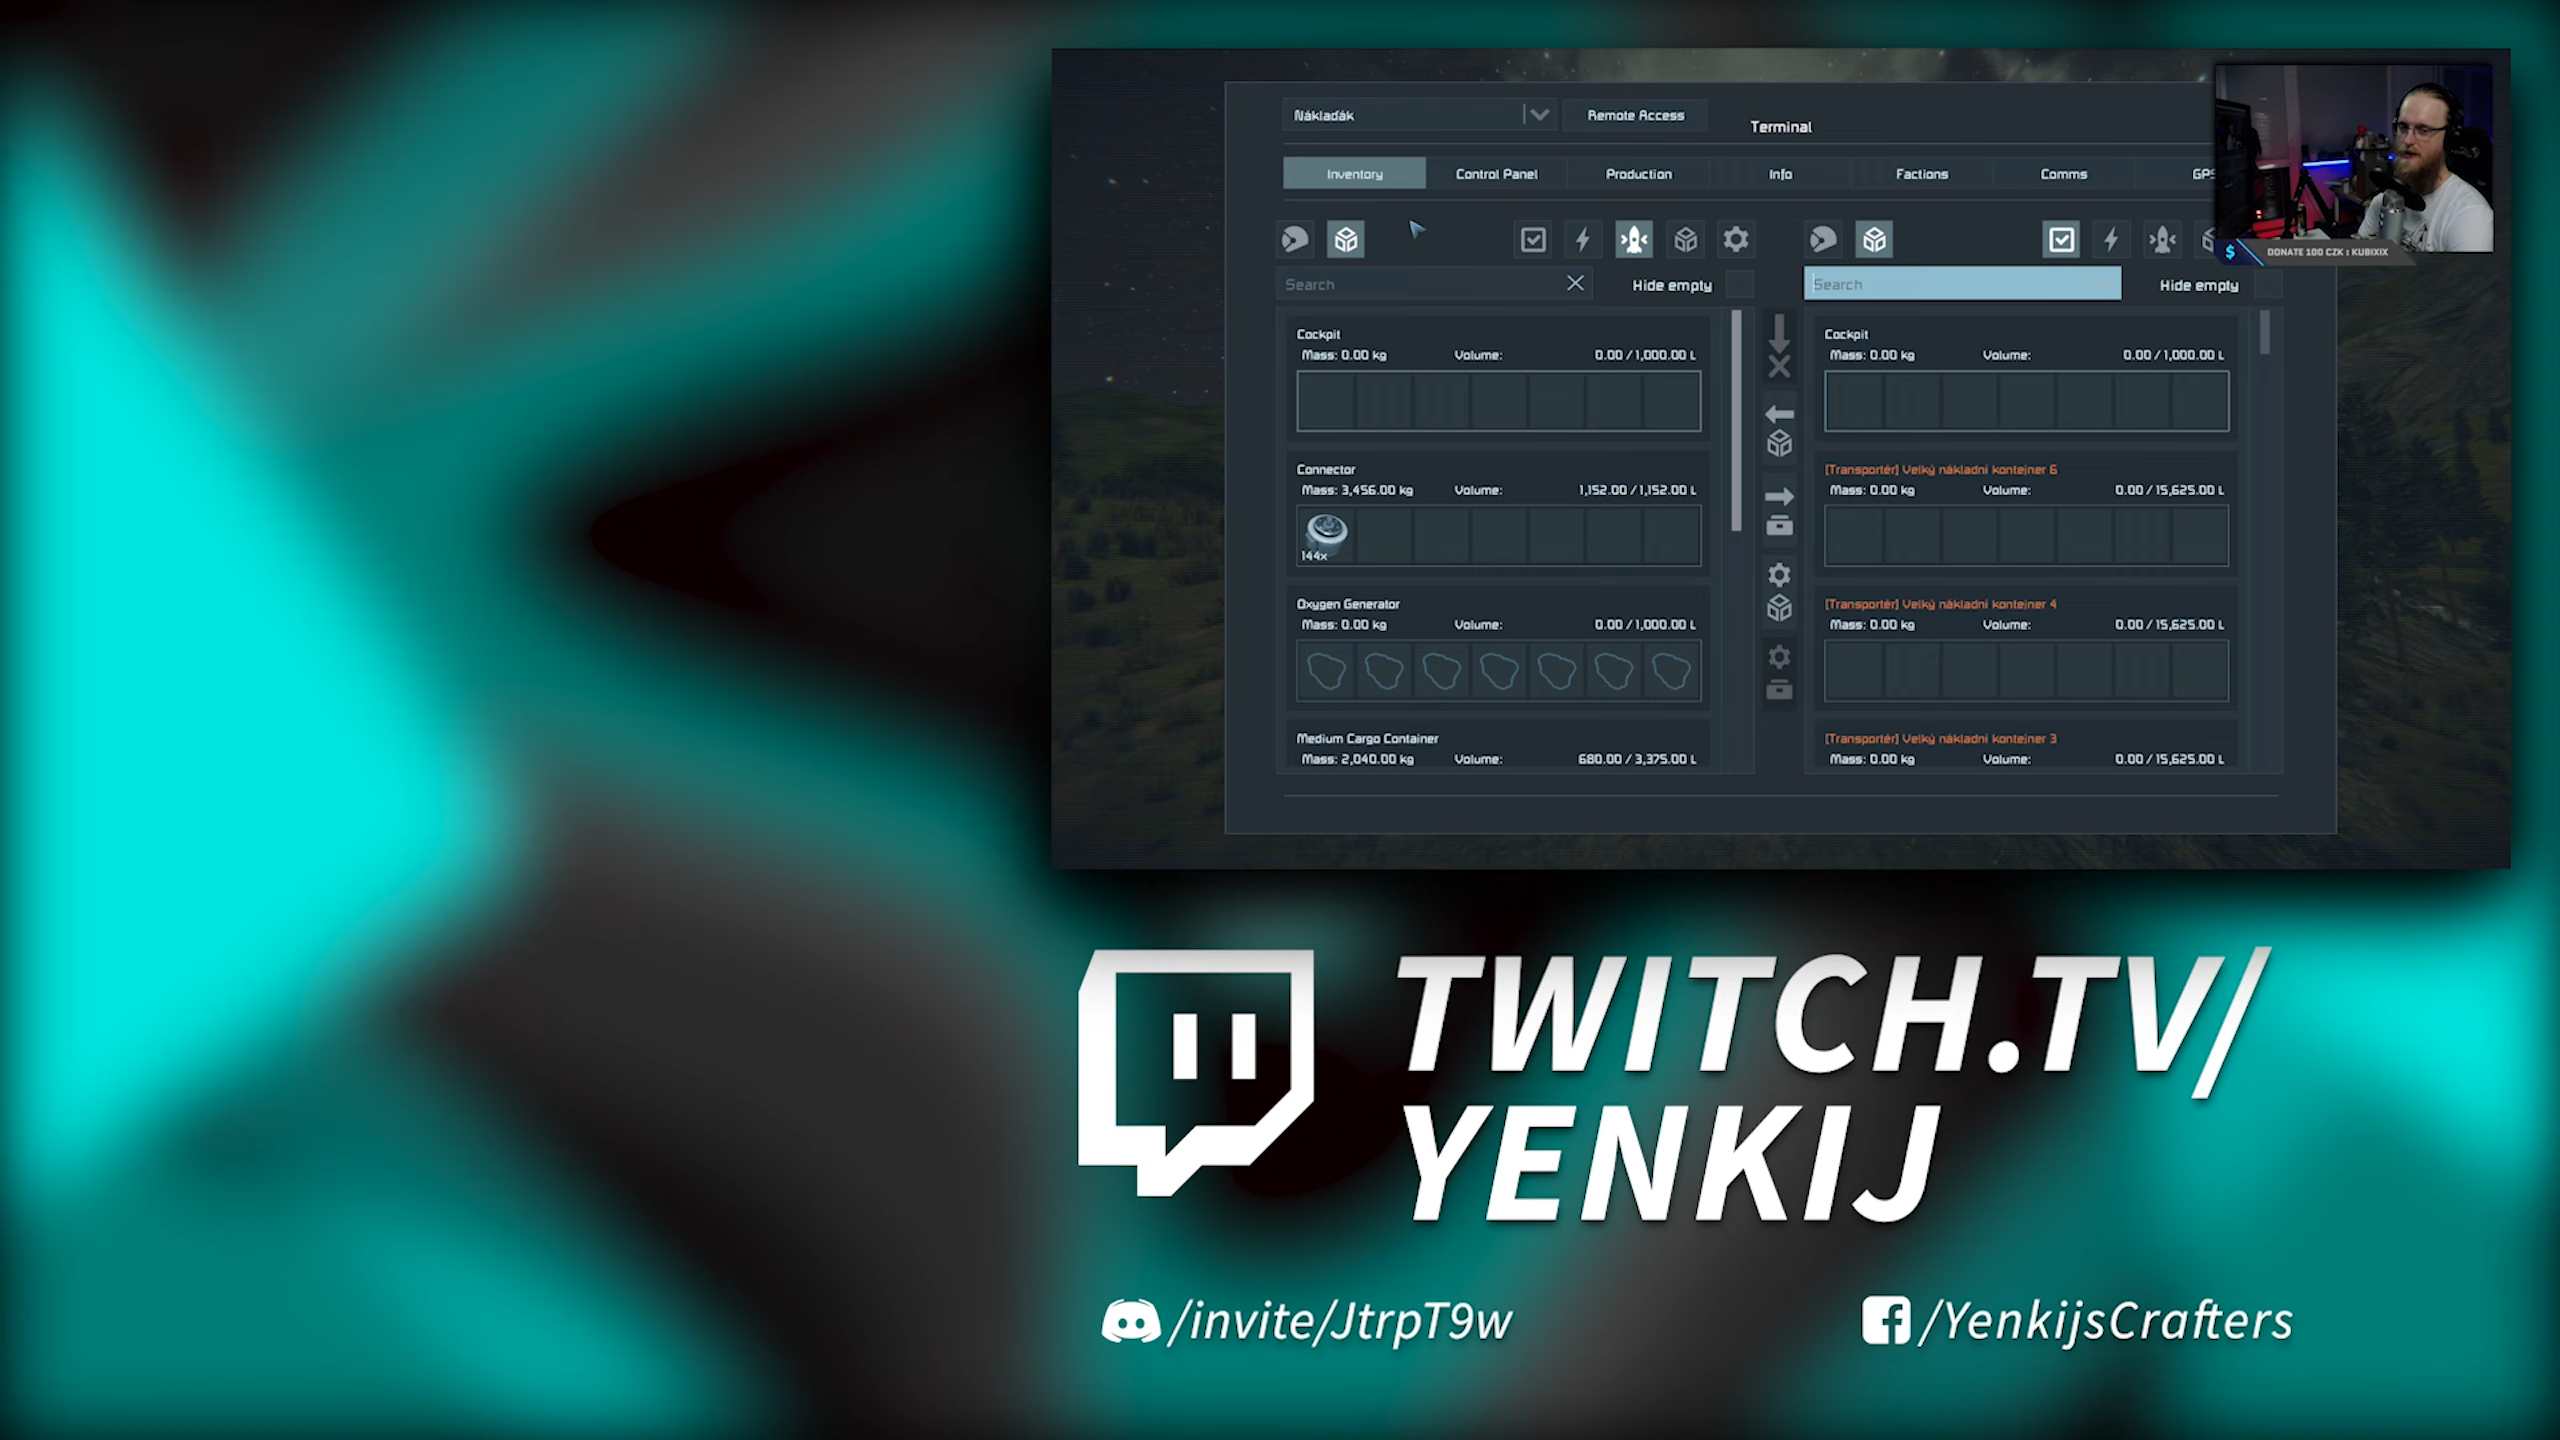 Nákladák
Remote Access
Terminal
Inventory Control Panel Production Info Factions Comms GPS
Search Hide empty Search Hide empty
Cockpit
Mass: 0.00 kg Volume: 0.00 / 1,000.00 L
Connector
Mass: 3,456.00 kg Volume: 1,152.00 / 1,152.00 L
144x
Oxygen Generator
Mass: 0.00 kg Volume: 0.00 / 1,000.00 L
Medium Cargo Container
Mass: 2,040.00 kg Volume: 680.00 / 3,375.00 L
Cockpit
Mass: 0.00 kg Volume: 0.00 / 1,000.00 L
[Transportér] Velký nákladní kontejner 6
Mass: 0.00 kg Volume: 0.00 / 15,625.00 L
[Transportér] Velký nákladní kontejner 4
Mass: 0.00 kg Volume: 0.00 / 15,625.00 L
[Transportér] Velký nákladní kontejner 3
Mass: 0.00 kg Volume: 0.00 / 15,625.00 L
$ DONATE 100 CZK : KUBIXIX
TWITCH.TV/
YENKIJ
/invite/JtrpT9w
/YenkijsCrafters